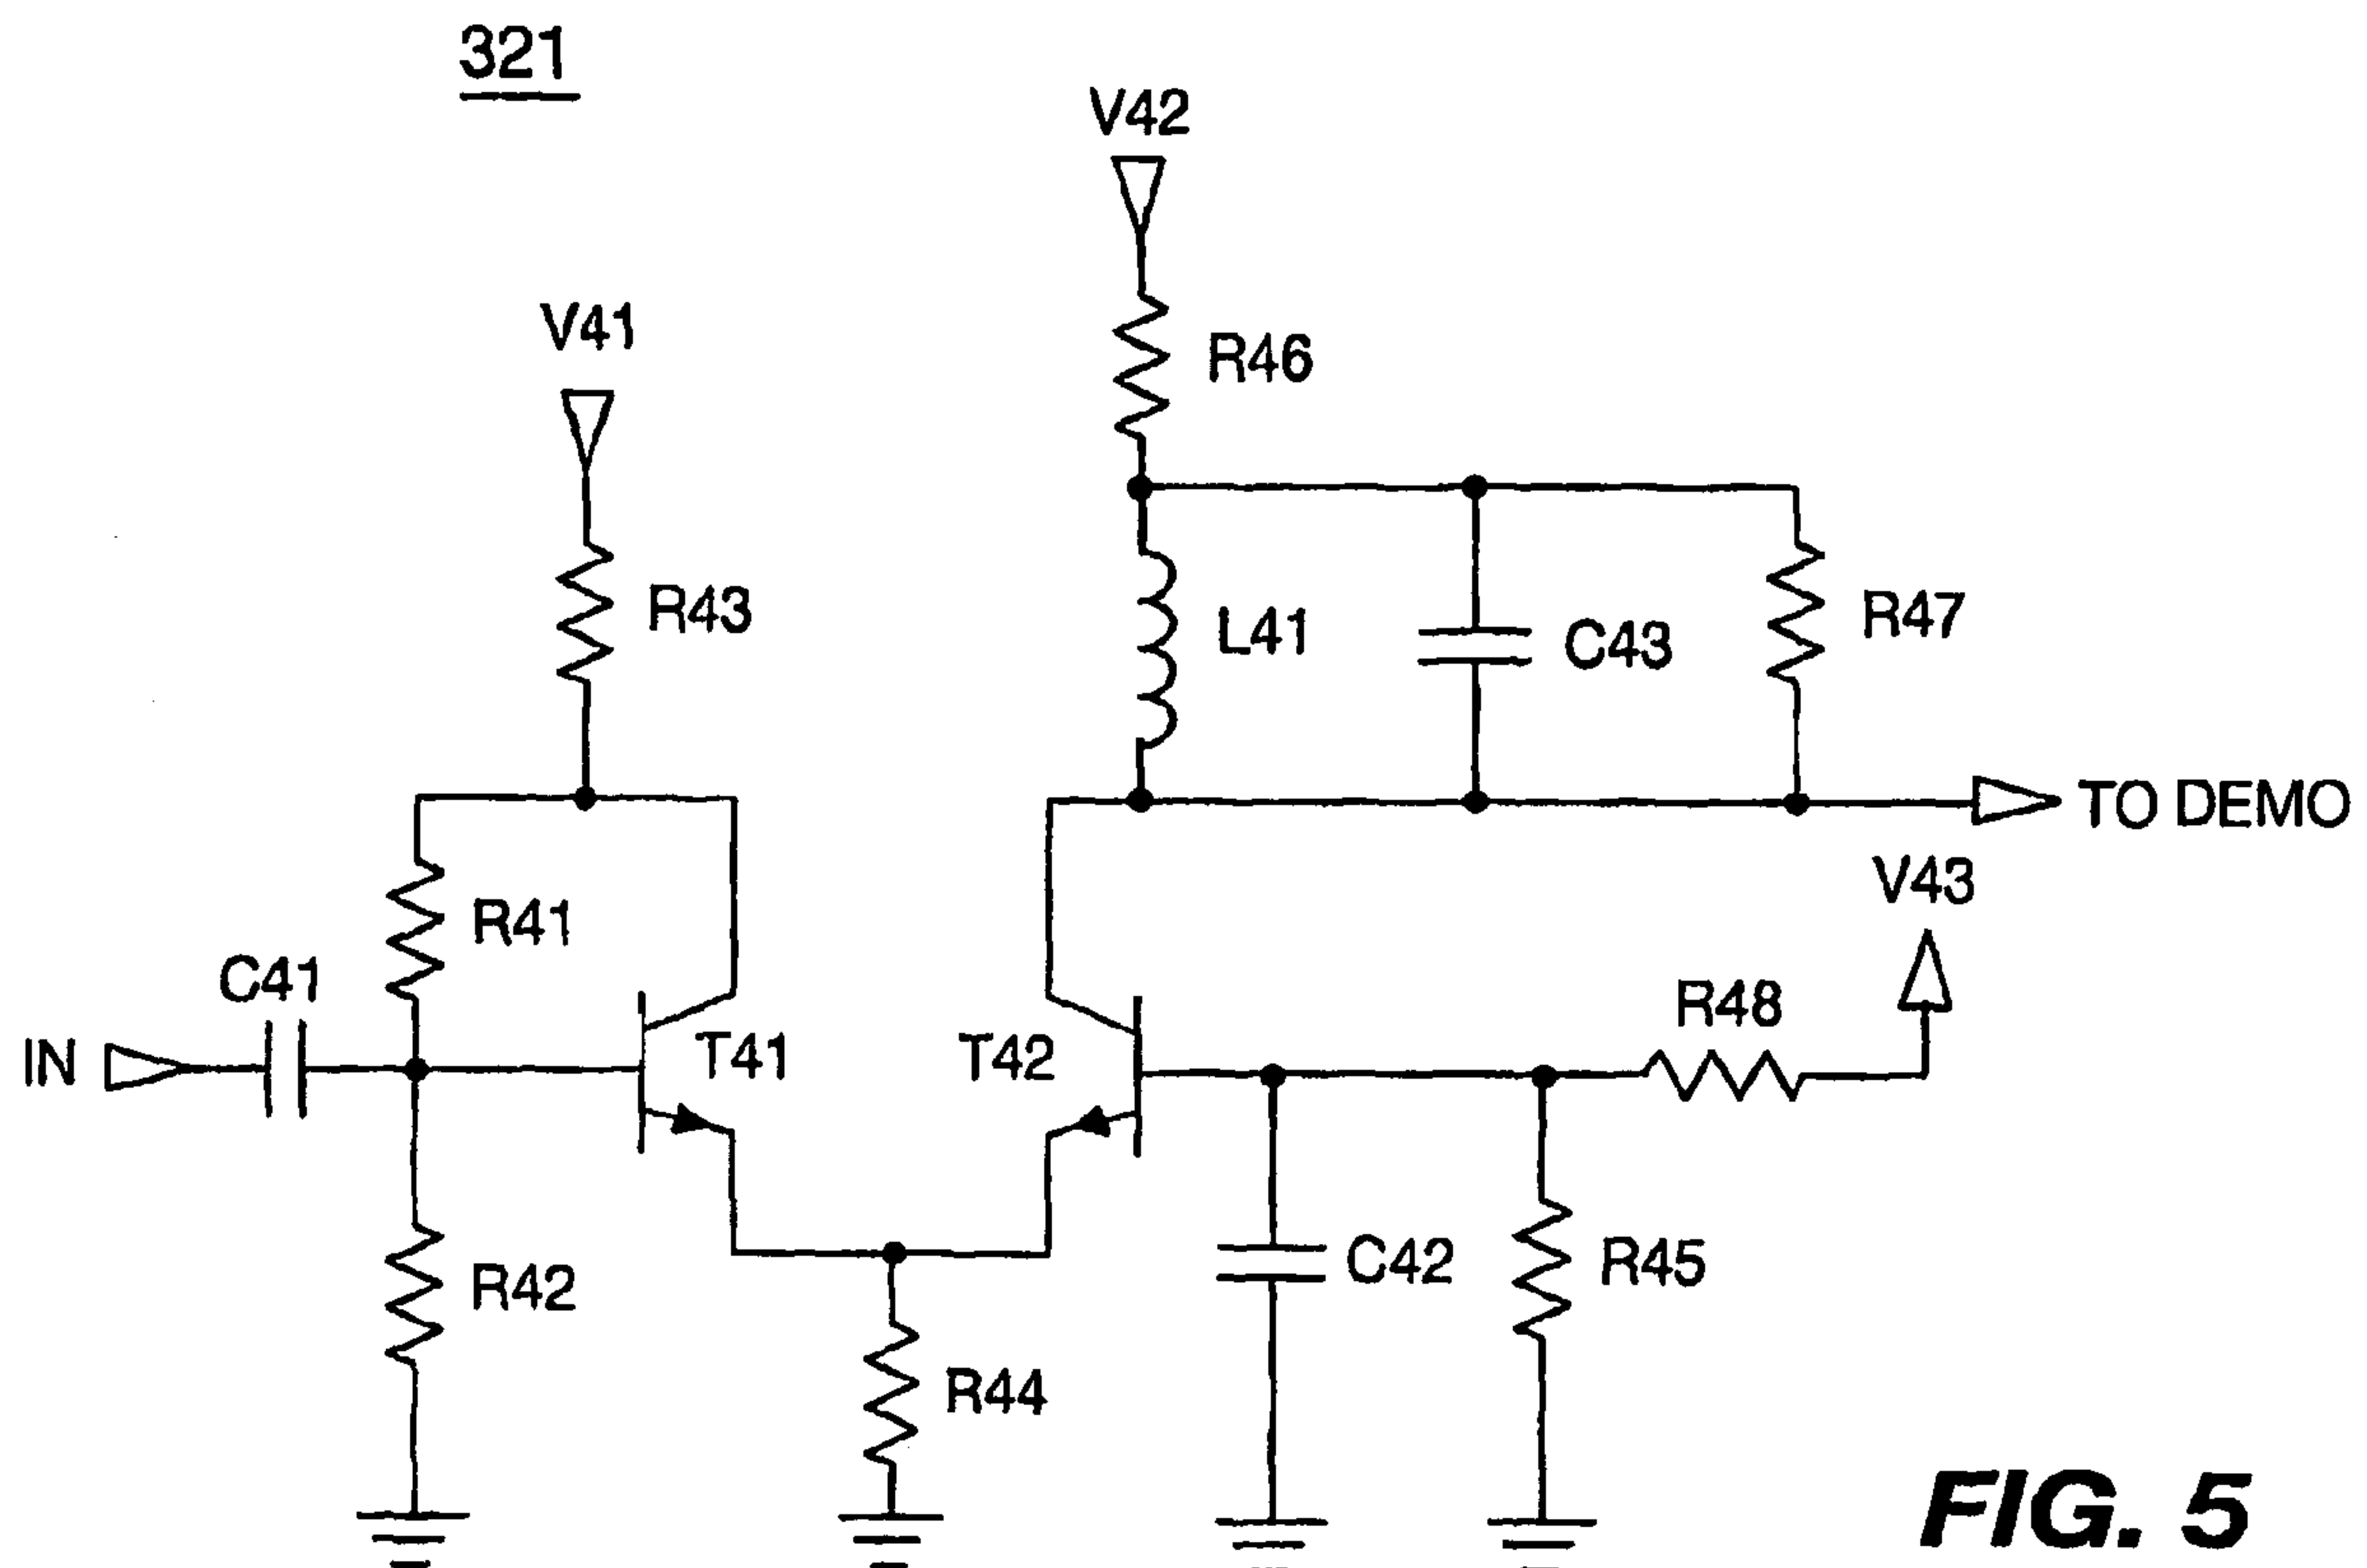 321
V42
V41
R46
R43
L41
C43
R47
TO DEMO
V43
R41
C41
R48
IN
T41
T42
R42
C42
R45
R44
FIG. 5